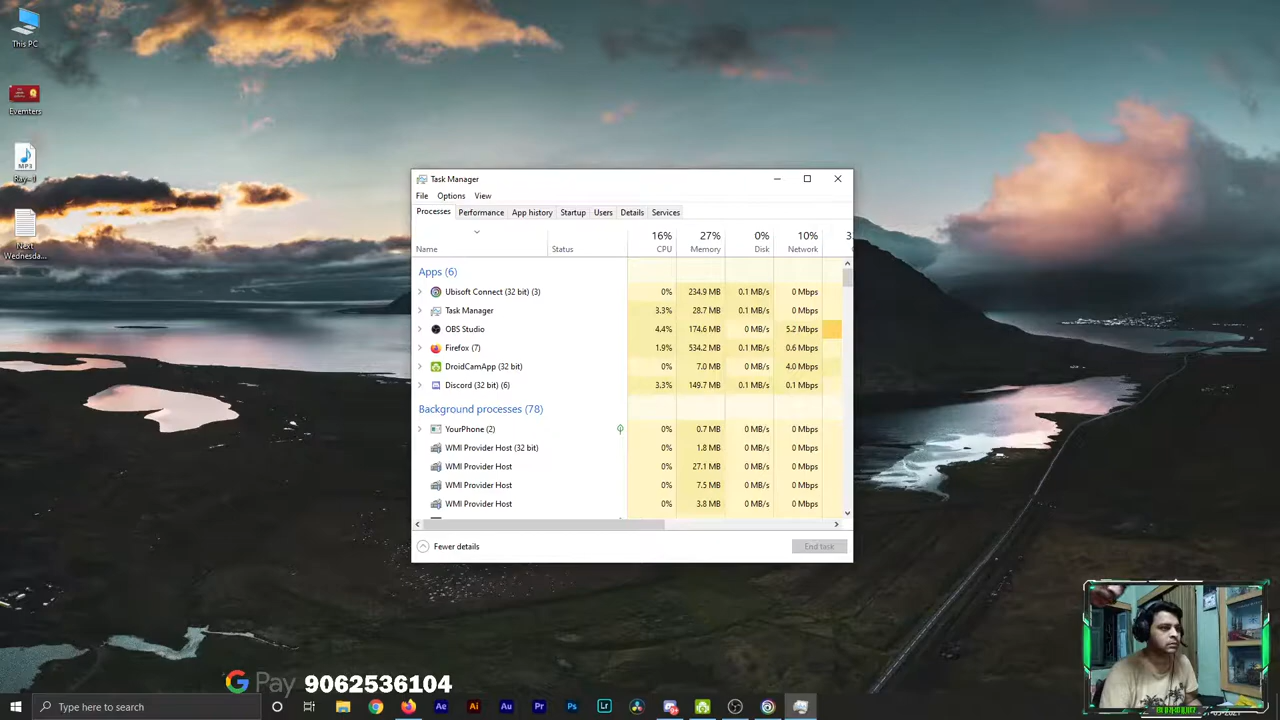 This PC
Evemters
Ray-1
Next
Wednesda...
Task Manager
File Options View
Processes Performance App history Startup Users Details Services
16% 27% 0% 10% 3
Name Status CPU Memory Disk Network
Apps (6)
Ubisoft Connect (32 bit) (3) 0% 234.9 MB 0.1 MB/s 0 Mbps
Task Manager 3.3% 28.7 MB 0.1 MB/s 0 Mbps
OBS Studio 4.4% 174.6 MB 0 MB/s 5.2 Mbps
Firefox (7) 1.9% 534.2 MB 0.1 MB/s 0.6 Mbps
DroidCamApp (32 bit) 0% 7.0 MB 0 MB/s 4.0 Mbps
Discord (32 bit) (6) 3.3% 149.7 MB 0.1 MB/s 0.1 Mbps
Background processes (78)
YourPhone (2) 0% 0.7 MB 0 MB/s 0 Mbps
WMI Provider Host (32 bit) 0% 1.8 MB 0 MB/s 0 Mbps
WMI Provider Host 0% 27.1 MB 0 MB/s 0 Mbps
WMI Provider Host 0% 7.5 MB 0 MB/s 0 Mbps
WMI Provider Host 0% 3.8 MB 0 MB/s 0 Mbps
Fewer details End task
G Pay 9062536104
Type here to search
Ae Ai Au Pr Ps Lr